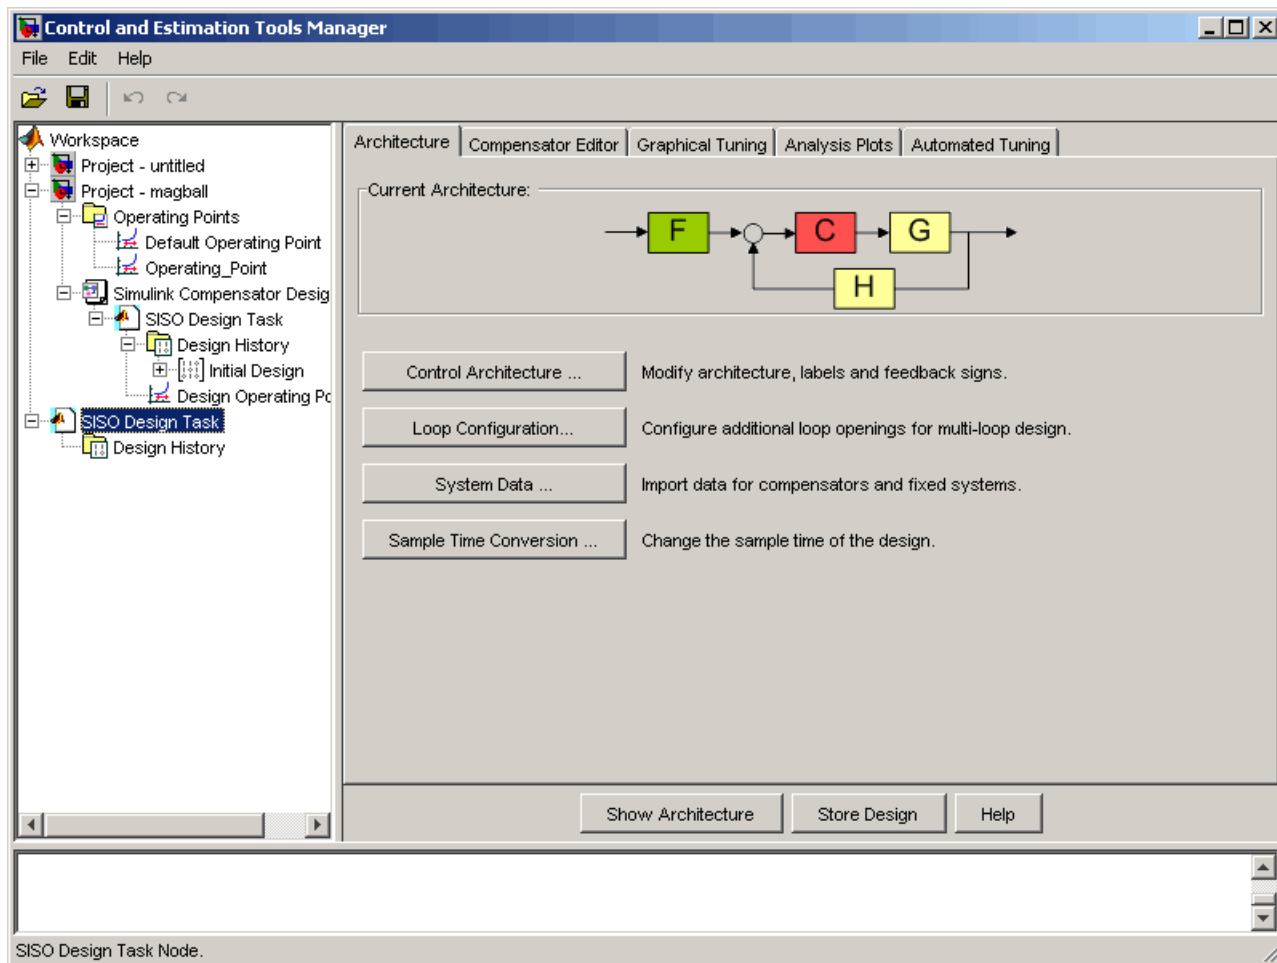 Control and Estimation Tools Manager
File Edit Help
Workspace
Project - untitled
Project - magball
Operating Points
Default Operating Point
Operating_Point
Simulink Compensator Desig
SISO Design Task
Design History
Initial Design
Design Operating Po
SISO Design Task
Design History
Architecture Compensator Editor Graphical Tuning Analysis Plots Automated Tuning
Current Architecture:
F C G
H
Control Architecture ... Modify architecture, labels and feedback signs.
Loop Configuration... Configure additional loop openings for multi-loop design.
System Data ... Import data for compensators and fixed systems.
Sample Time Conversion ... Change the sample time of the design.
Show Architecture Store Design Help
SISO Design Task Node.